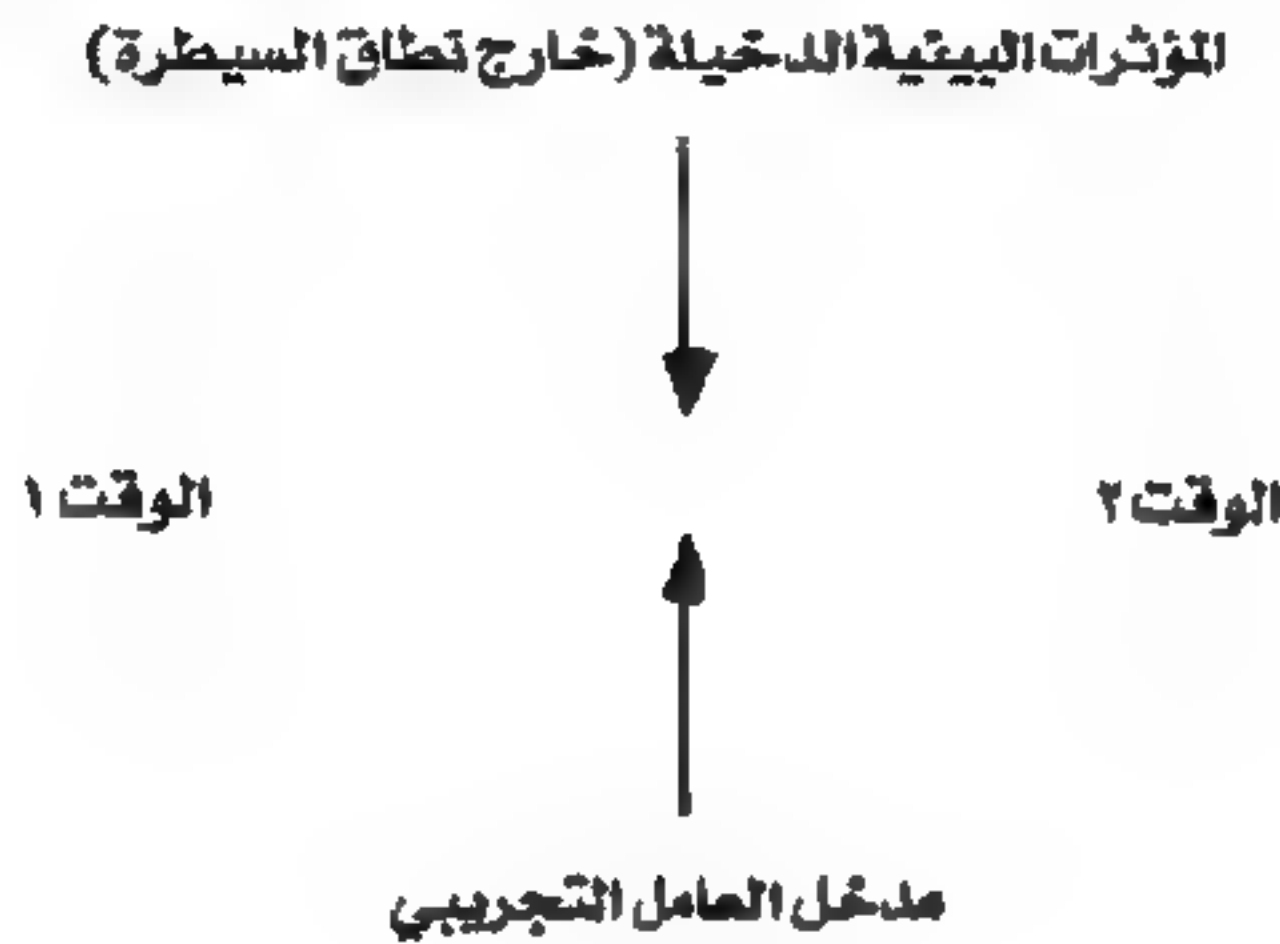 المؤثرات البيئية الدخيلة (خارج نطاق السيطرة)
الوقت ١
الوقت ٢
مدخل العامل التجريبي